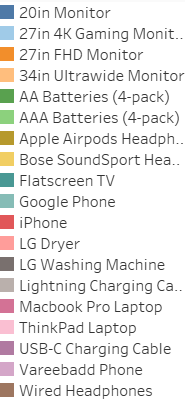 20in Monitor
27in 4K Gaming Monit..
27in FHD Monitor
34in Ultrawide Monitor
AA Batteries (4-pack)
AAA Batteries (4-pack)
Apple Airpods Headph..
Bose SoundSport Hea..
Flatscreen TV
Google Phone
iPhone
LG Dryer
LG Washing Machine
Lightning Charging Ca..
Macbook Pro Laptop
ThinkPad Laptop
USB-C Charging Cable
Vareebadd Phone
Wired Headphones